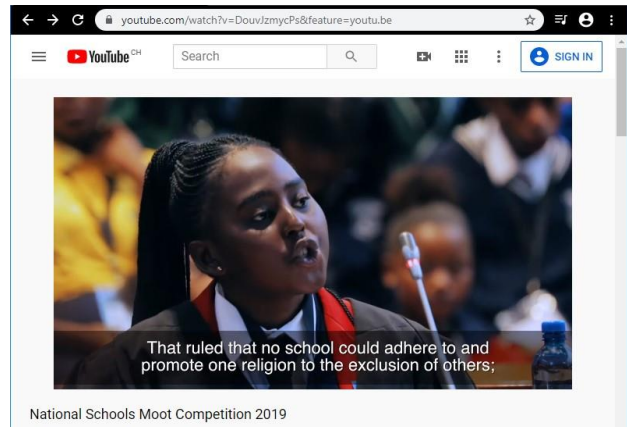 youtube.com/watch?v=DouvJzmycPs&feature=youtu.be
YouTube CH
Search
SIGN IN
That ruled that no school could adhere to and
promote one religion to the exclusion of others;
National Schools Moot Competition 2019